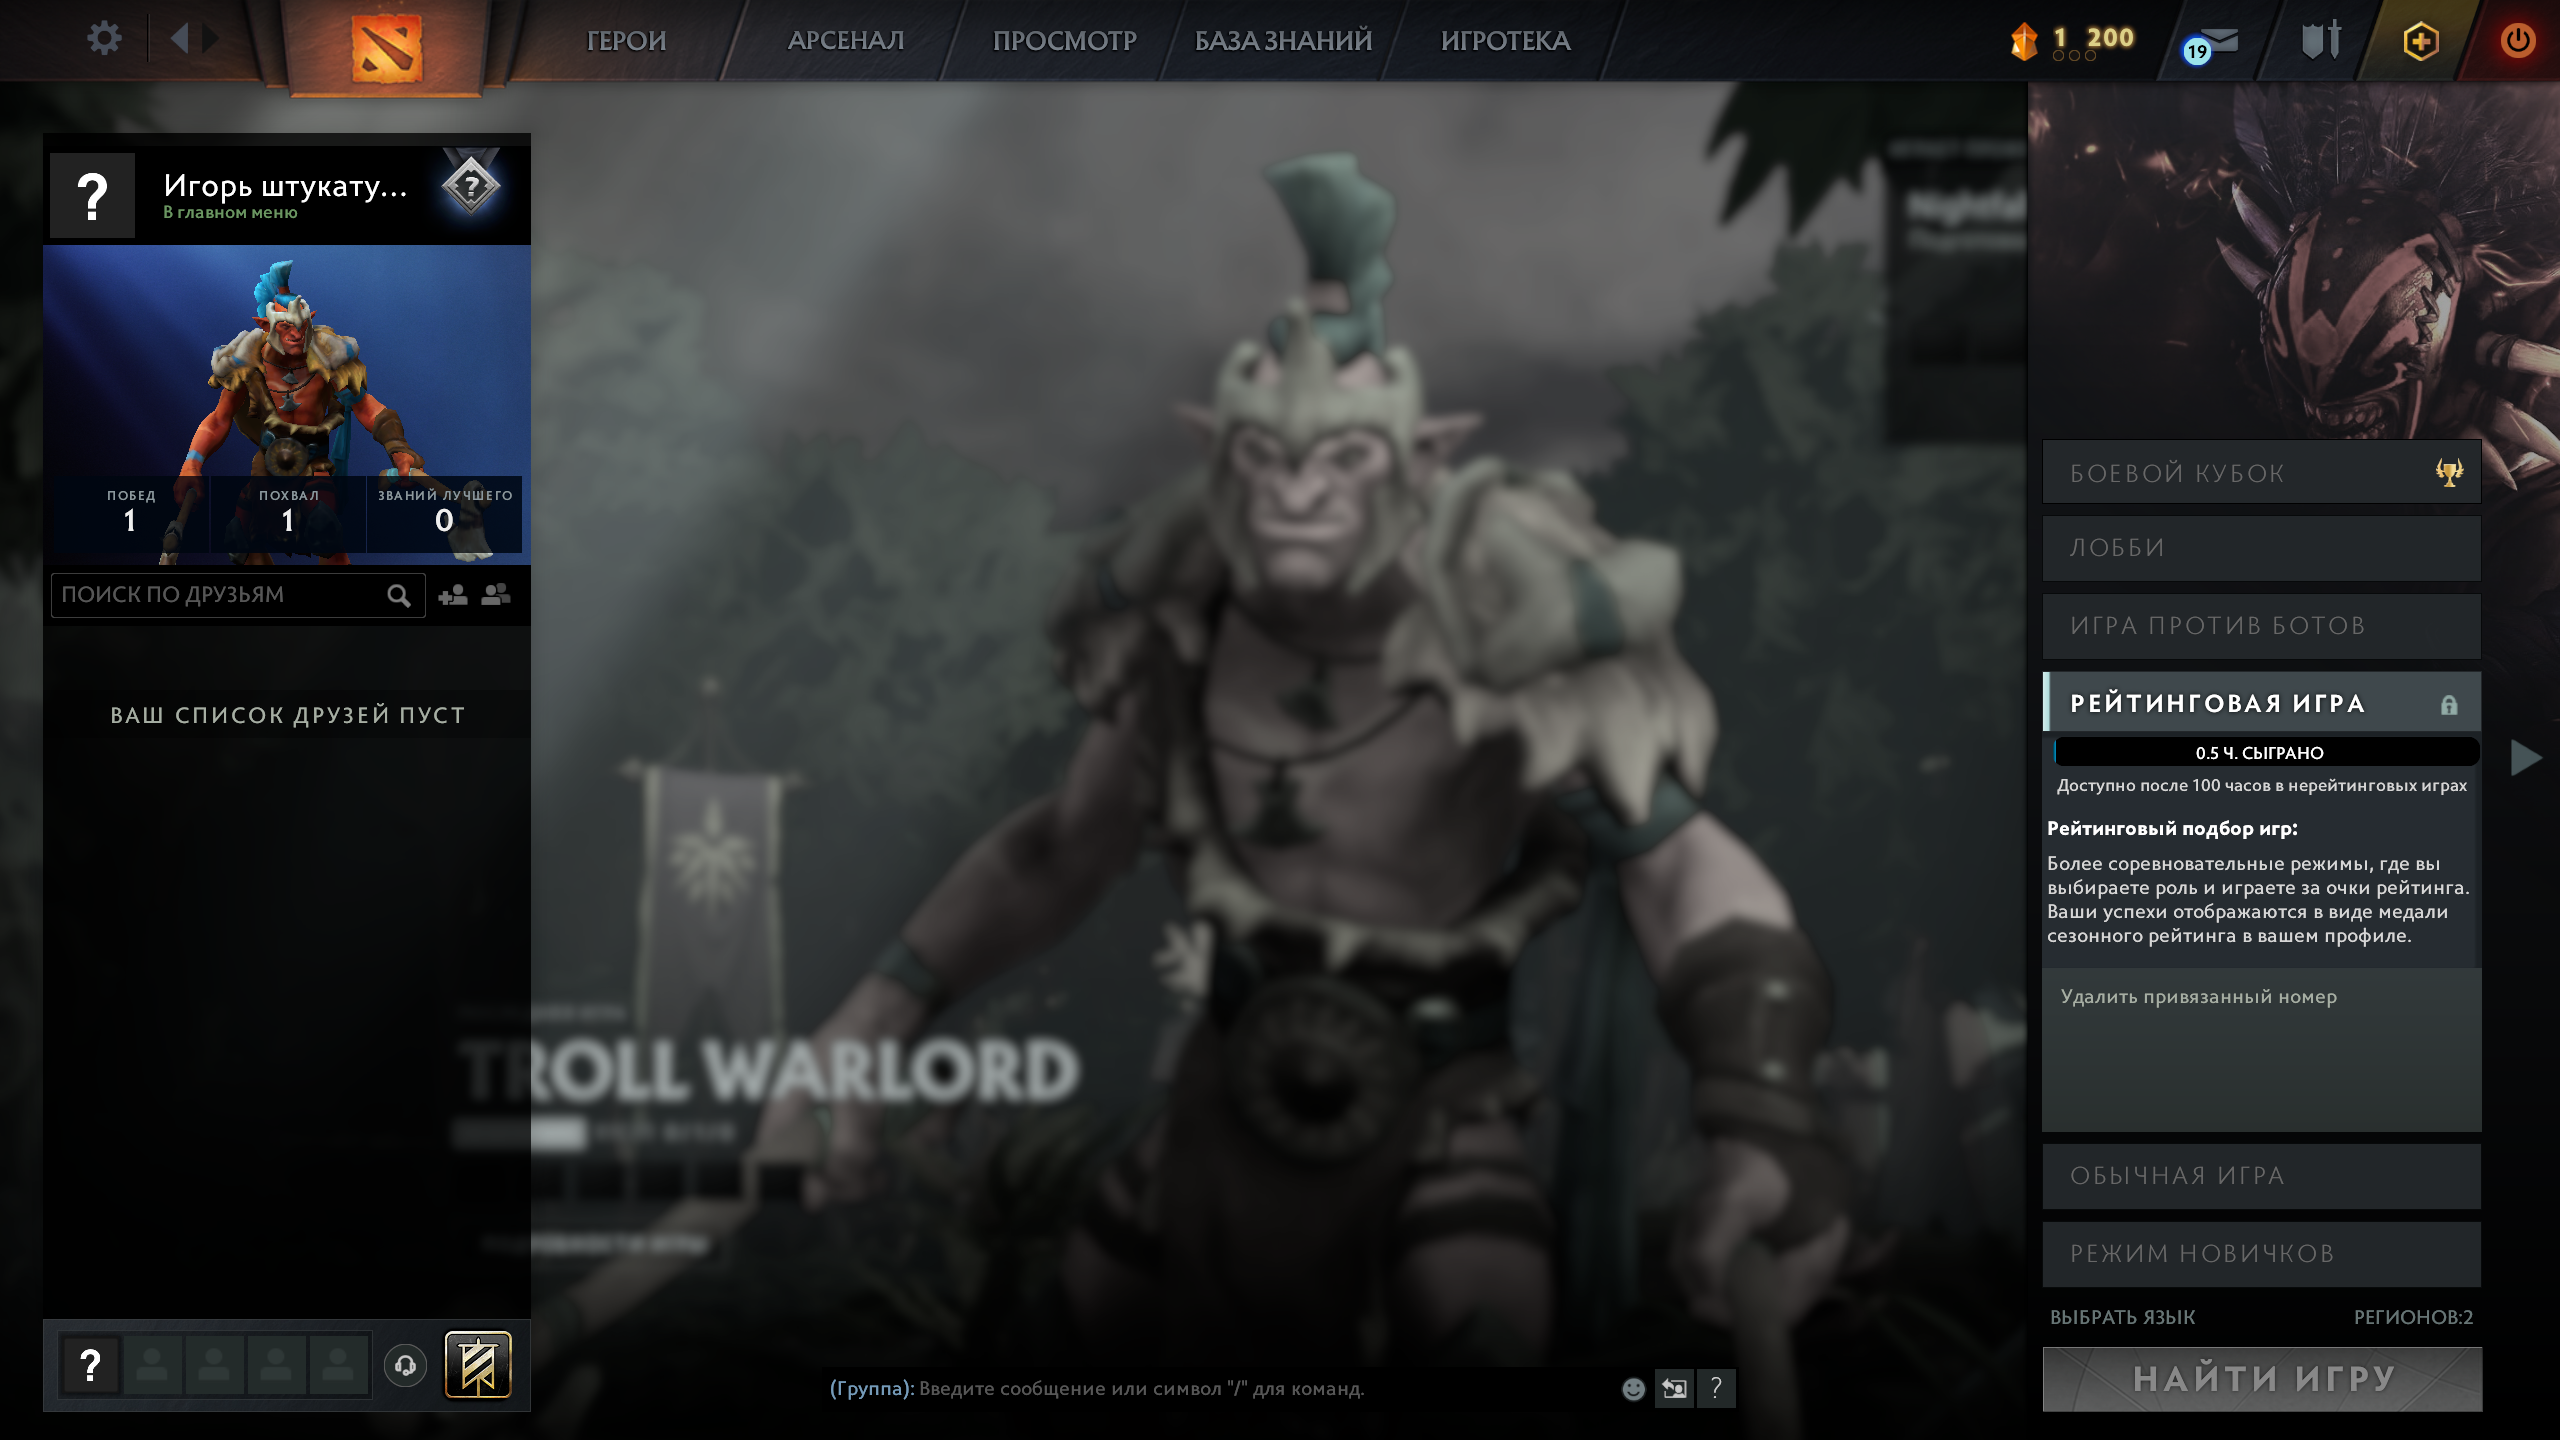 ГЕРОИ
АРСЕНАЛ
ПРОСМОТР
БАЗА ЗНАНИЙ
ИГРОТЕКА
1 200
19
?
Игорь штукату...
В главном меню
?
ПОБЕД
1
ПОХВАЛ
1
ЗВАНИЙ ЛУЧШЕГО
0
ПОИСК ПО ДРУЗЬЯМ
ВАШ СПИСОК ДРУЗЕЙ ПУСТ
?
TROLL WARLORD
(Группа): Введите сообщение или символ "/" для команд.
?
БОЕВОЙ КУБОК
ЛОББИ
ИГРА ПРОТИВ БОТОВ
РЕЙТИНГОВАЯ ИГРА
0.5 Ч. СЫГРАНО
Доступно после 100 часов в нерейтинговых играх
Рейтинговый подбор игр:
Более соревновательные режимы, где вы
выбираете роль и играете за очки рейтинга.
Ваши успехи отображаются в виде медали
сезонного рейтинга в вашем профиле.
Удалить привязанный номер
ОБЫЧНАЯ ИГРА
РЕЖИМ НОВИЧКОВ
ВЫБРАТЬ ЯЗЫК
РЕГИОНОВ:2
НАЙТИ ИГРУ